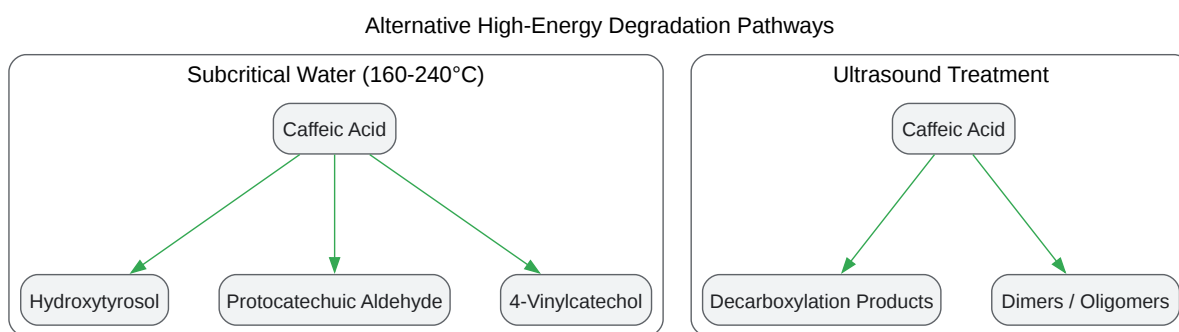 Alternative High-Energy Degradation Pathways
Subcritical Water (160-240°C)
Caffeic Acid
Hydroxytyrosol
Protocatechuic Aldehyde
4-Vinylcatechol
Ultrasound Treatment
Caffeic Acid
Decarboxylation Products
Dimers / Oligomers